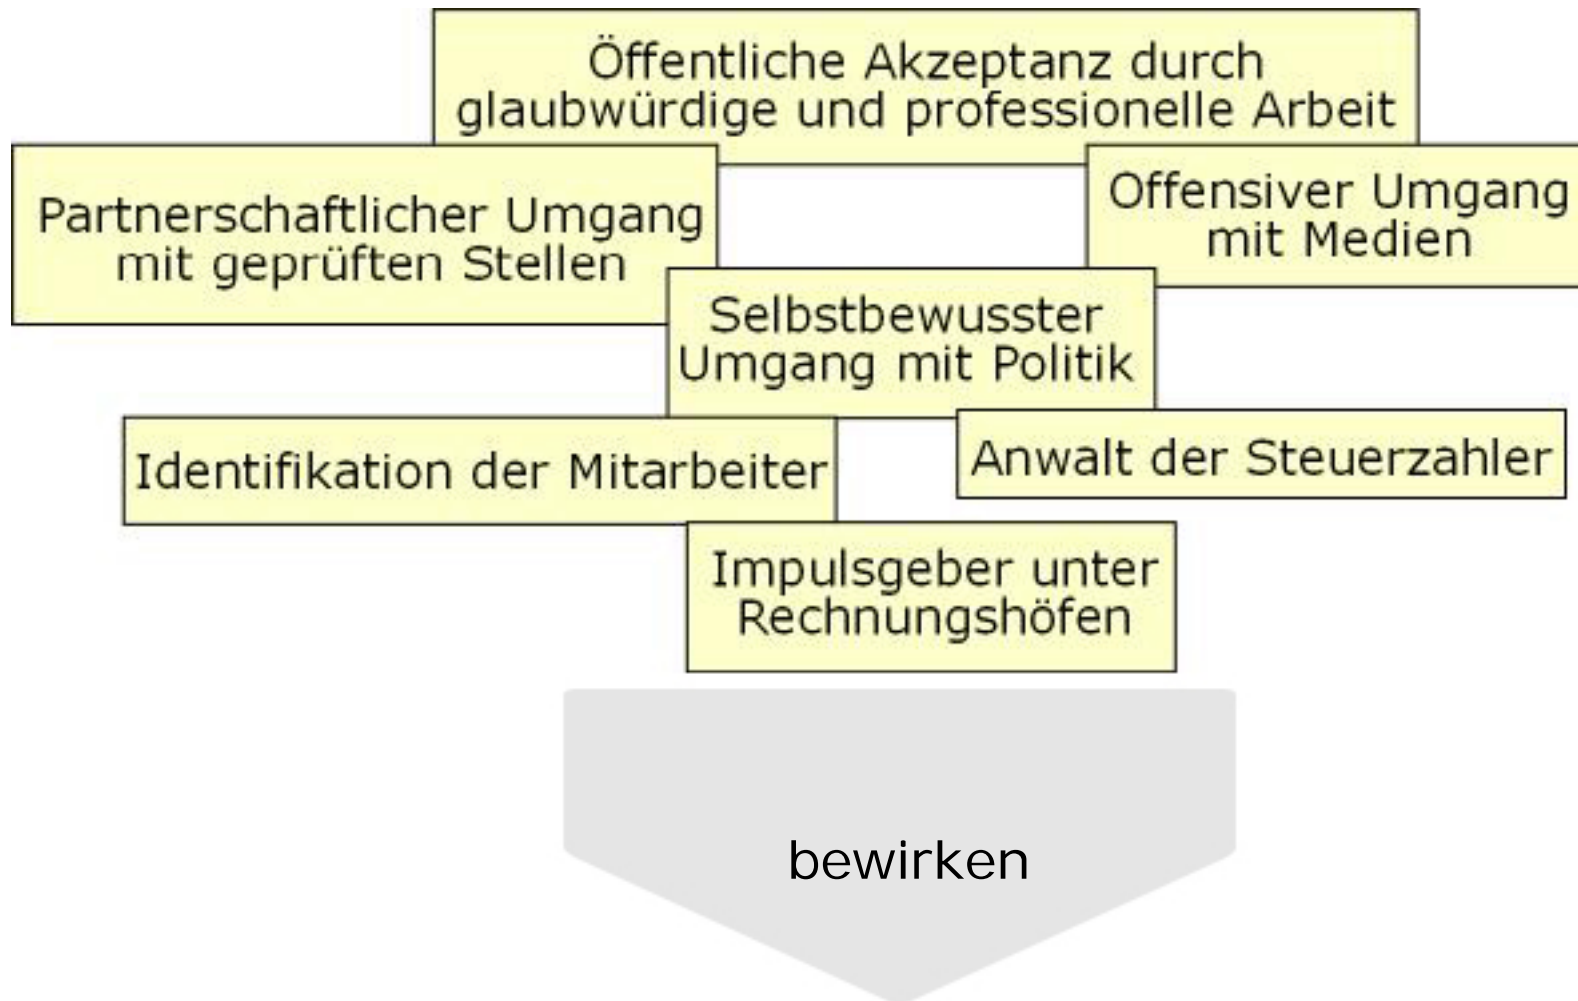 Öffentliche Akzeptanz durch
glaubwürdige und professionelle Arbeit
Partnerschaftlicher Umgang
mit geprüften Stellen
Offensiver Umgang
mit Medien
Selbstbewusster
Umgang mit Politik
Identifikation der Mitarbeiter
Anwalt der Steuerzahler
Impulsgeber unter
Rechnungshöfen
bewirken